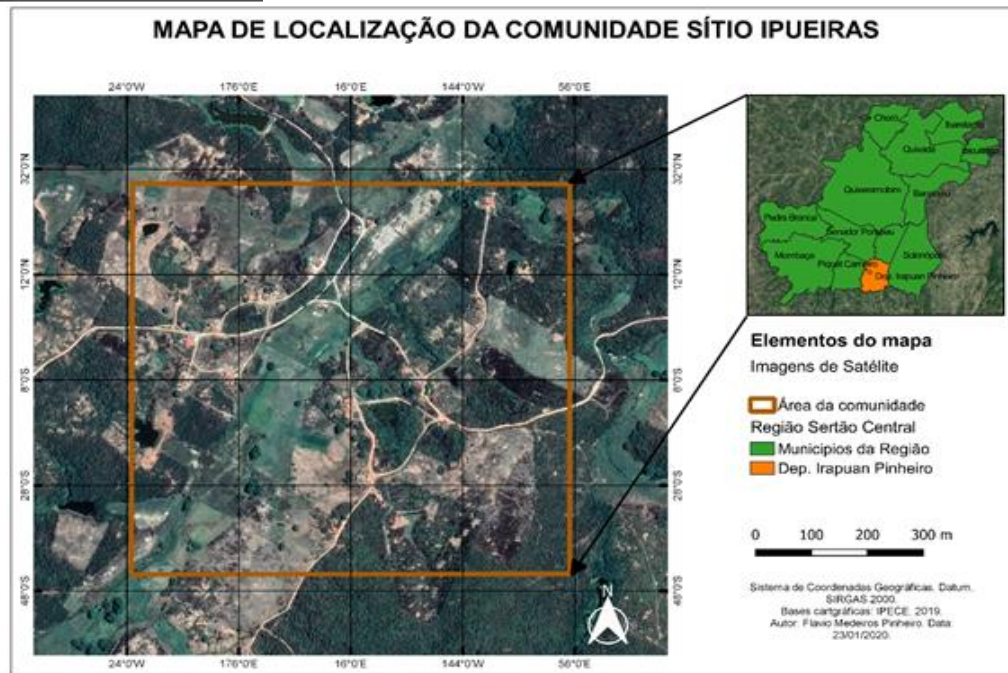 MAPA DE LOCALIZAÇÃO DA COMUNIDADE SÍTIO IPUEIRAS
24°0'W 176°0'E 16°0'E 144°0'W 56°0'E
32°0'N 32°0'N
12°0'N 12°0'N
8°0'S 8°0'S
28°0'S 28°0'S
48°0'S 48°0'S
24°0'W 176°0'E 16°0'E 144°0'W 56°0'E
N
Choró
Quixadá
Quixeramobim
Banabuiú
Pedra Branca
Senador Pompeu
Mombaça
Solonópole
Piquet Carneiro
Dep. Irapuan Pinheiro
Elementos do mapa
Imagens de Satélite
Área da comunidade
Região Sertão Central
Municipios da Região
Dep. Irapuan Pinheiro
0 100 200 300 m
Sistema de Coordenadas Geográficas. Datum.
SIRGAS 2000.
Bases cartgráficas: IPECE, 2019.
Autor: Flavio Medeiros Pinheiro. Data:
23/01/2020.